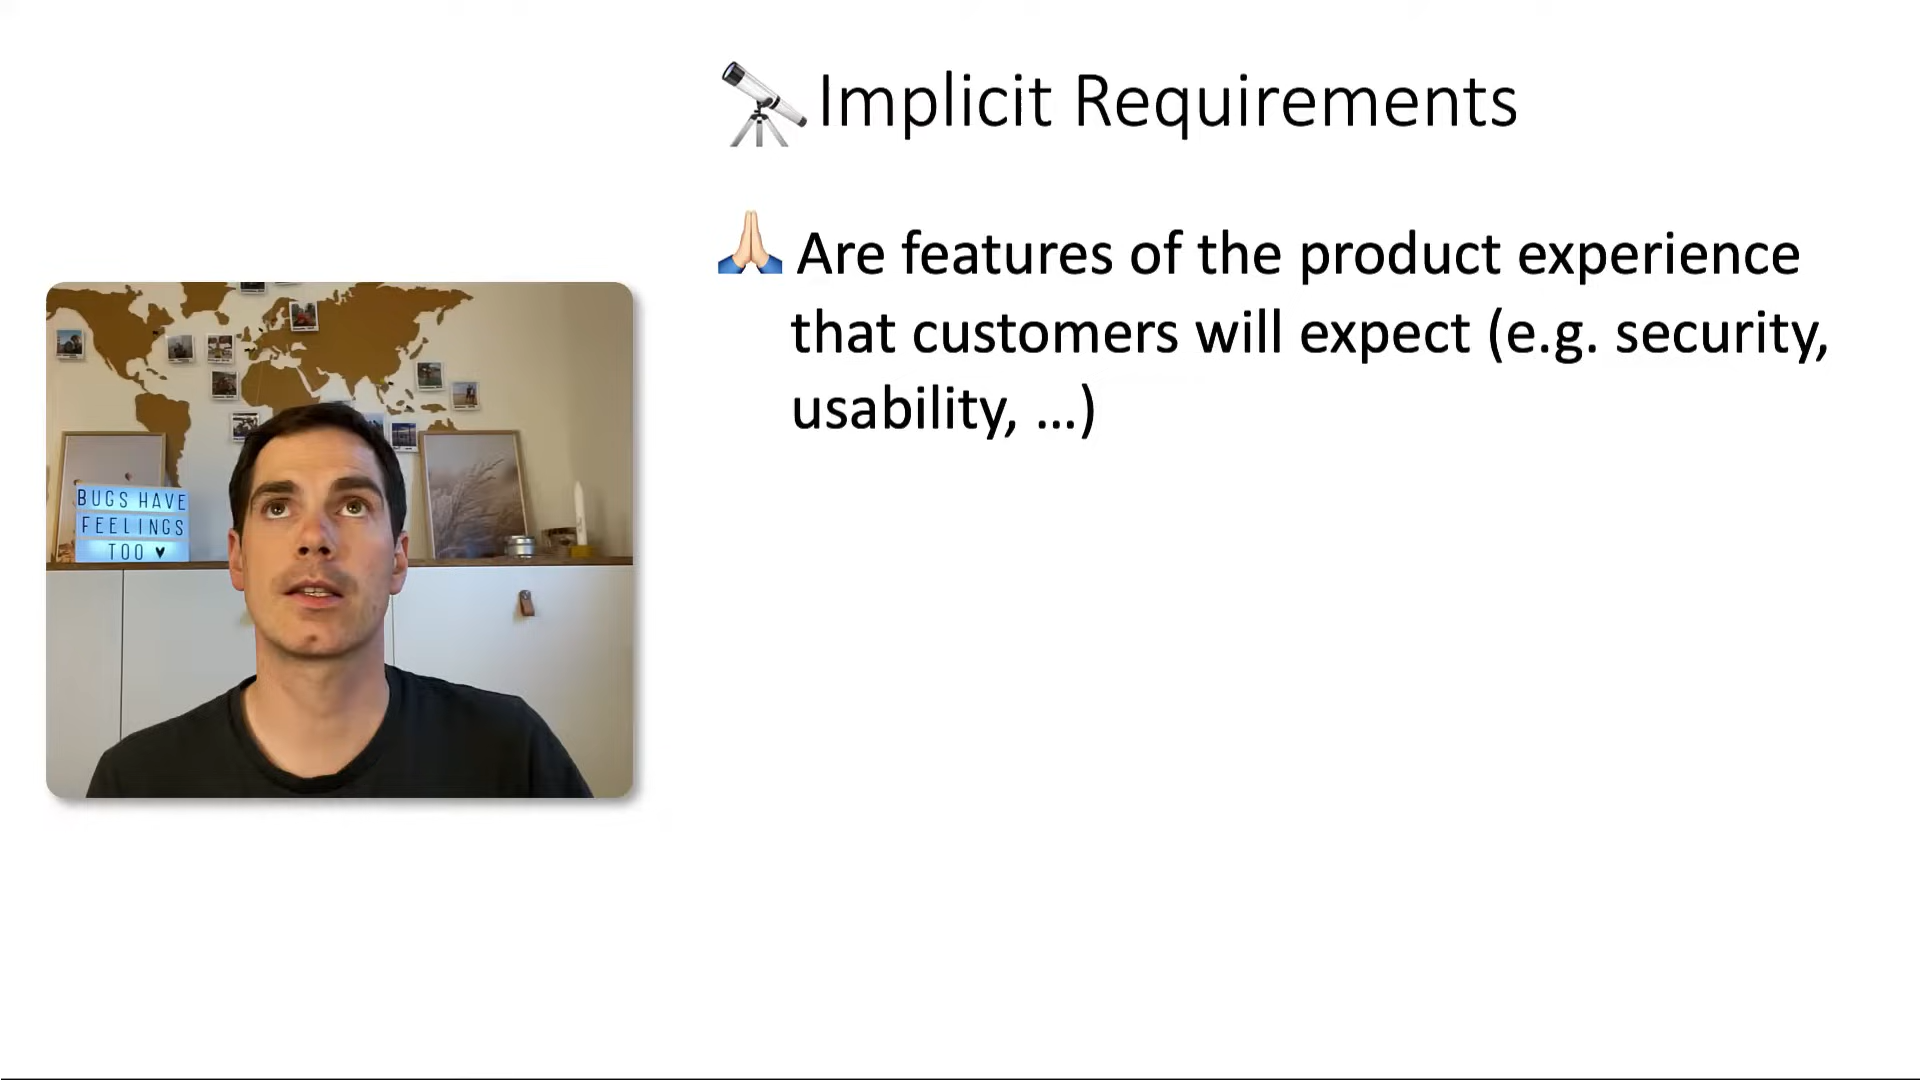 Implicit Requirements
Are features of the product experience
that customers will expect (e.g. security,
usability, ...)
BUGS HAVE
FEELINGS
TOO ♥